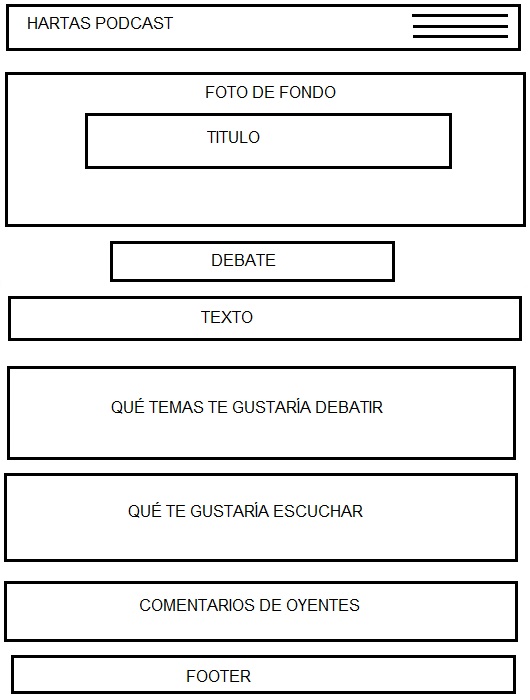 HARTAS PODCAST
FOTO DE FONDO
TITULO
DEBATE
TEXTO
QUÉ TEMAS TE GUSTARÍA DEBATIR
QUÉ TE GUSTARÍA ESCUCHAR
COMENTARIOS DE OYENTES
FOOTER